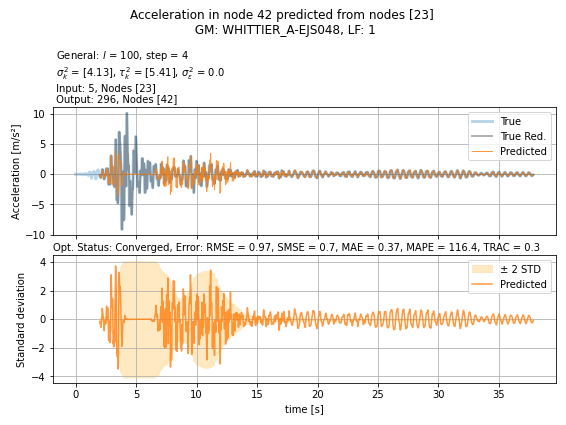 Acceleration in node 42 predicted from nodes [23]
GM: WHITTIER_A-EJS048, LF: 1
General: l = 100, step = 4
σ²ₖ = [4.13], τ²ₖ = [5.41], σ²ε = 0.0
Input: 5, Nodes [23]
Output: 296, Nodes [42]
Acceleration [m/s²]
10
5
0
−5
−10
True
True Red.
Predicted
Opt. Status: Converged, Error: RMSE = 0.97, SMSE = 0.7, MAE = 0.37, MAPE = 116.4, TRAC = 0.3
Standard deviation
4
2
0
−2
−4
± 2 STD
Predicted
0 5 10 15 20 25 30 35
time [s]